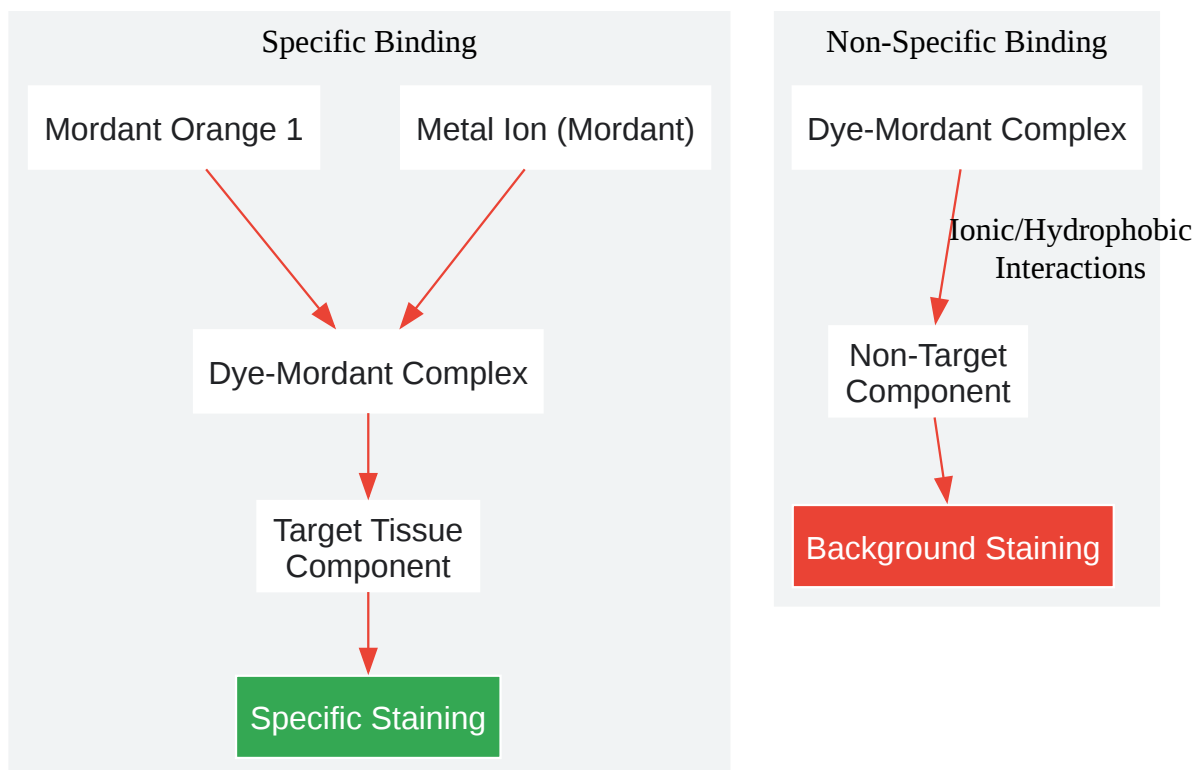 Specific Binding
Mordant Orange 1
Metal Ion (Mordant)
Dye-Mordant Complex
Target Tissue
Component
Specific Staining
Non-Specific Binding
Dye-Mordant Complex
Ionic/Hydrophobic
Interactions
Non-Target
Component
Background Staining